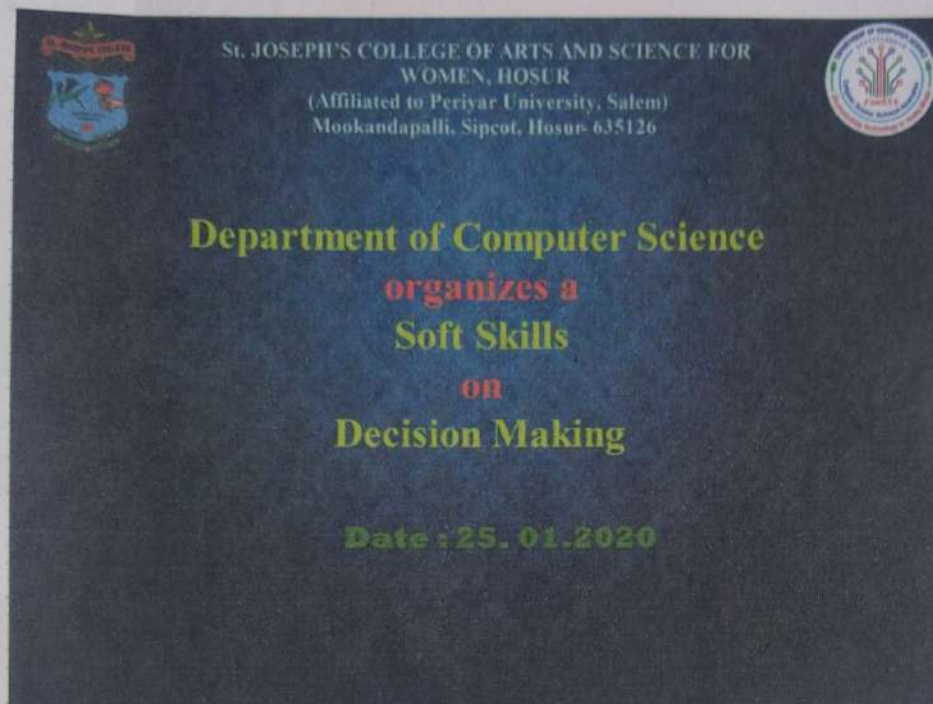 St. JOSEPH'S COLLEGE OF ARTS AND SCIENCE FOR
WOMEN, HOSUR
(Affiliated to Periyar University, Salem)
Mookandapalli, Sipcot, Hosur- 635126
Department of Computer Science
organizes a
Soft Skills
on
Decision Making
Date : 25. 01.2020